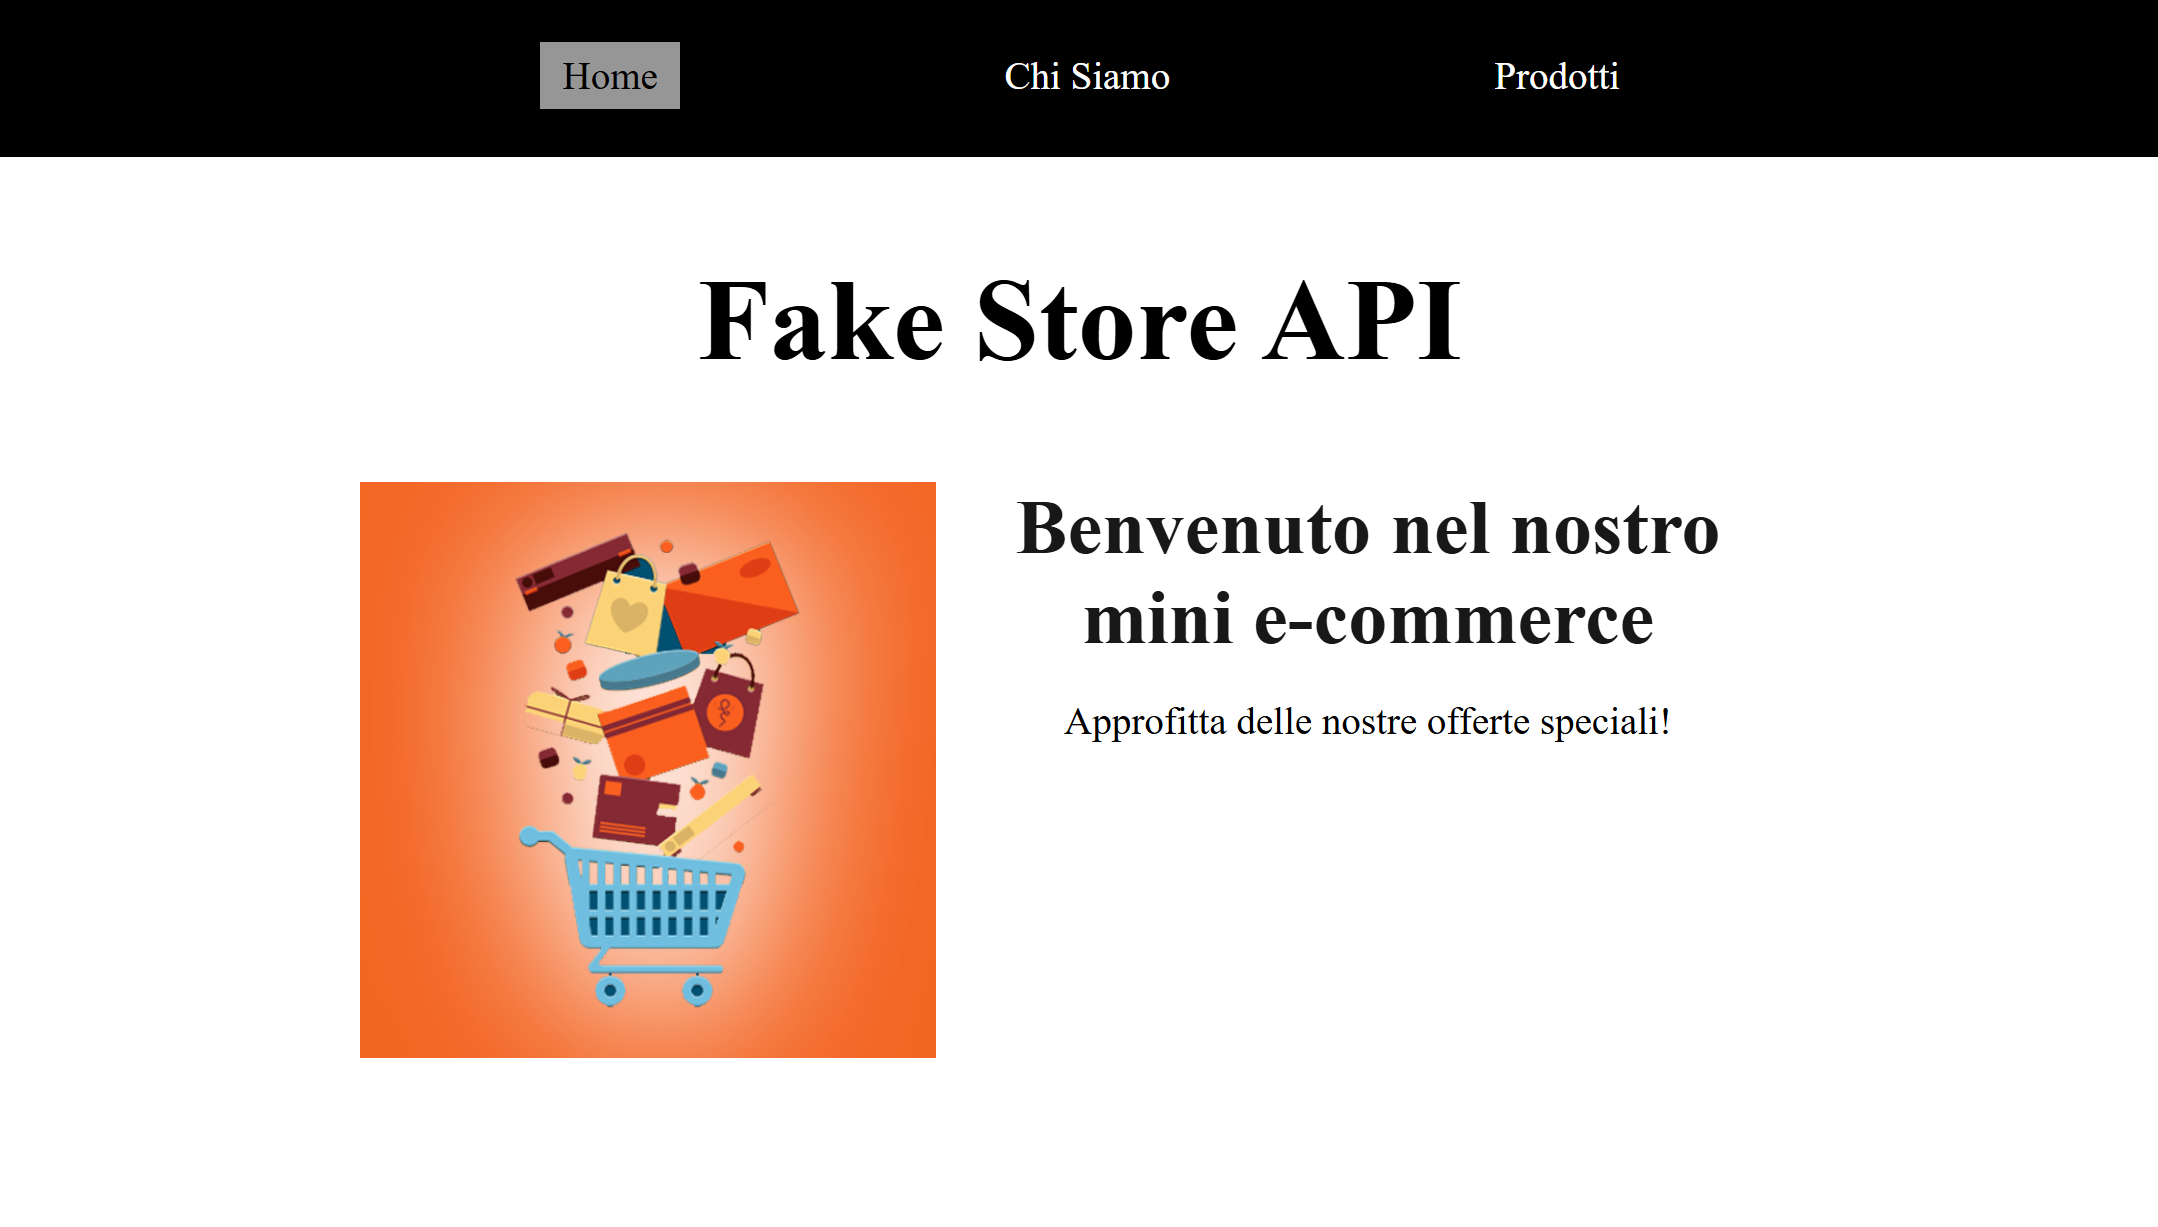 Home
Chi Siamo
Prodotti
Fake Store API
Benvenuto nel nostro
mini e-commerce
Approfitta delle nostre offerte speciali!